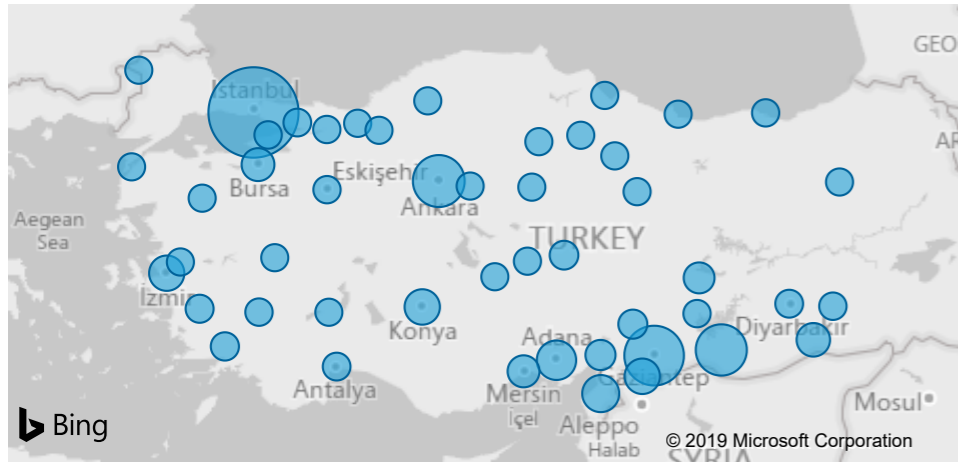 GEO
Istanbul
AR
Eskişehir
Bursa
Ankara
Aegean
Sea
TURKEY
İzmir
Konya
Adana
Diyarbakır
Antalya
Mersin
İçel
Gaziantep
Mosul
Aleppo
Halab
SYRIA
Bing
© 2019 Microsoft Corporation